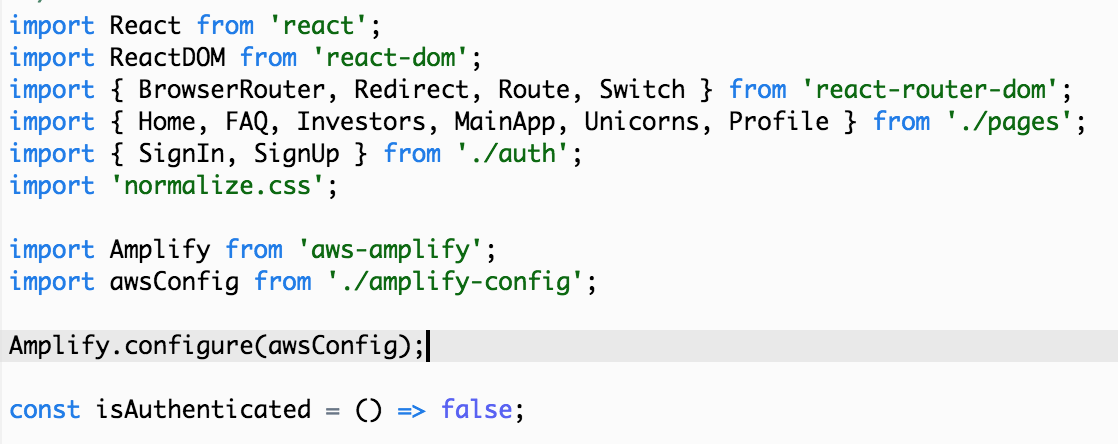 import React from 'react';
import ReactDOM from 'react-dom';
import { BrowserRouter, Redirect, Route, Switch } from 'react-router-dom';
import { Home, FAQ, Investors, MainApp, Unicorns, Profile } from './pages';
import { SignIn, SignUp } from './auth';
import 'normalize.css';
import Amplify from 'aws-amplify';
import awsConfig from './amplify-config';
Amplify.configure(awsConfig);
const isAuthenticated = () => false;